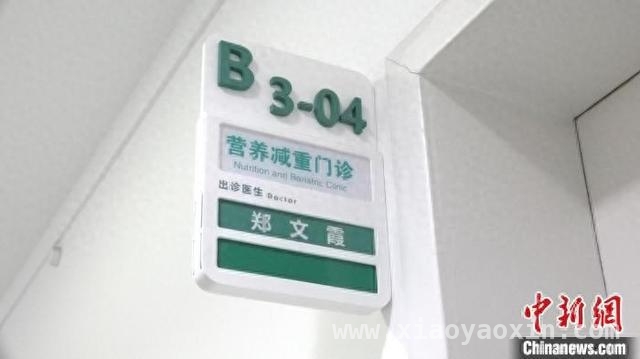 B 3-04
营养减重门诊
Nutrition and Bariatric Clinic
出诊医生 Doctor
郑文霞
www.xiaoyaoxin.com
中新網
Chinanews.com